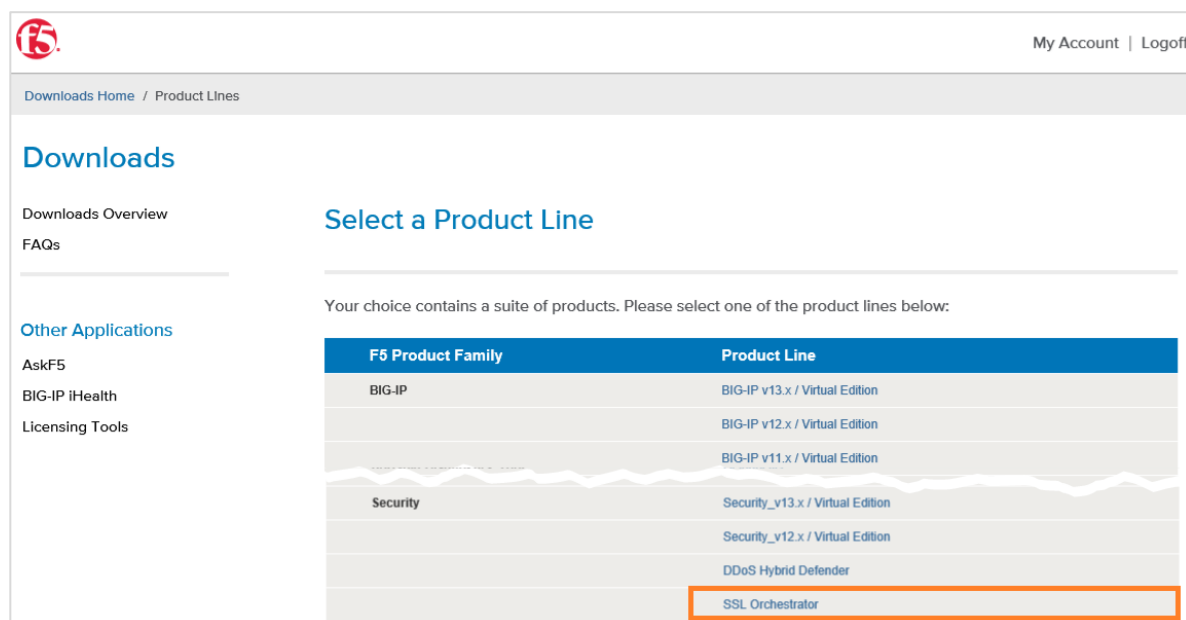 f5.
My Account | Logoff
Downloads Home / Product Lines
Downloads
Downloads Overview
FAQs
Other Applications
AskF5
BIG-IP iHealth
Licensing Tools
Select a Product Line
Your choice contains a suite of products. Please select one of the product lines below:
F5 Product Family Product Line
BIG-IP BIG-IP v13.x / Virtual Edition
BIG-IP v12.x / Virtual Edition
BIG-IP v11.x / Virtual Edition
Security Security_v13.x / Virtual Edition
Security_v12.x / Virtual Edition
DDoS Hybrid Defender
SSL Orchestrator